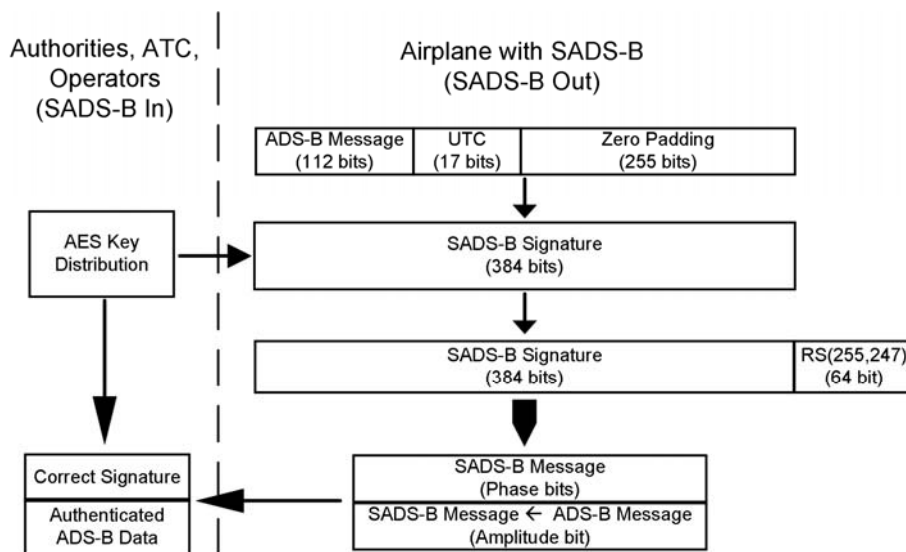 Authorities, ATC,
Operators
(SADS-B In)
Airplane with SADS-B
(SADS-B Out)
ADS-B Message
(112 bits)
UTC
(17 bits)
Zero Padding
(255 bits)
AES Key
Distribution
SADS-B Signature
(384 bits)
SADS-B Signature
(384 bits)
RS(255,247)
(64 bit)
Correct Signature
Authenticated
ADS-B Data
SADS-B Message
(Phase bits)
SADS-B Message ← ADS-B Message
(Amplitude bit)